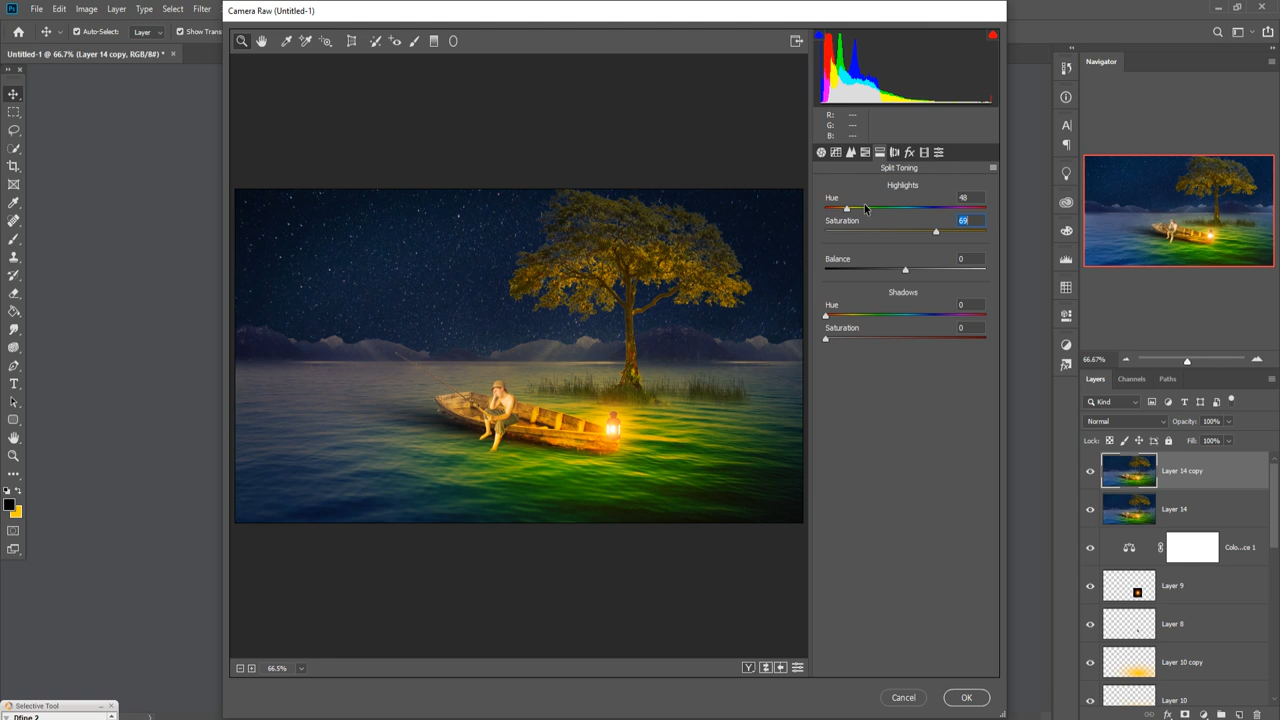 Camera Raw (Untitled-1)
Ps File Edit Image Layer Type Select Filter
Auto-Select: Layer Show Trans
Untitled-1 @ 66.7% (Layer 14 copy, RGB/8#) * ×
Navigator
R: ---
G: ---
B: ---
Split Toning
Highlights
Hue 48
Saturation 69
Balance 0
Shadows
Hue 0
Saturation 0
66.67%
Layers Channels Paths
Kind
Normal Opacity: 100%
Lock: Fill: 100%
Layer 14 copy
Layer 14
Colo...ce 1
Layer 9
Layer 8
Layer 10 copy
Layer 10
66.5% Y
Cancel OK
Selective Tool
Dfine 2